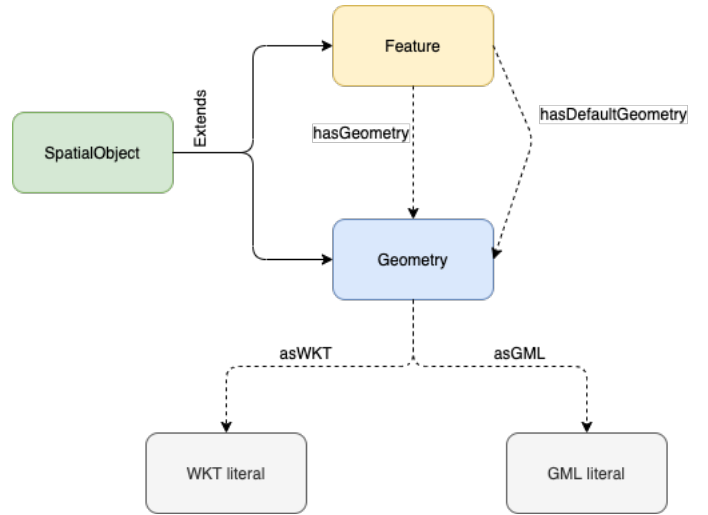 Feature
Extends
hasDefaultGeometry
hasGeometry
SpatialObject
Geometry
asWKT
asGML
WKT literal
GML literal